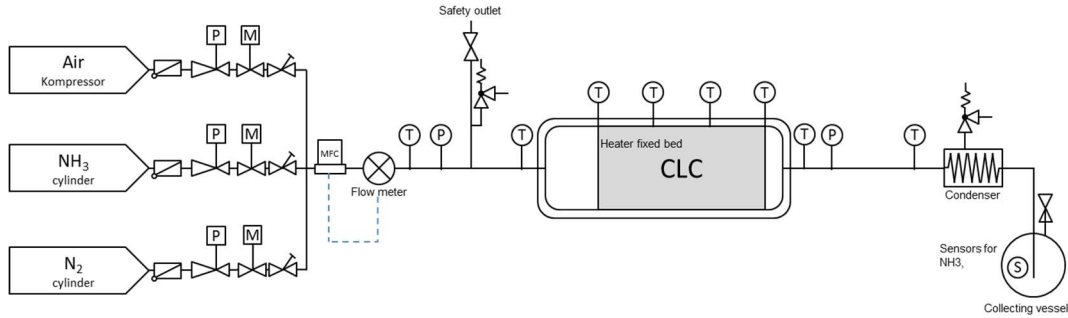 Safety outlet
P
M
Air
Kompressor
T
T
T
T
P
M
NH3
cylinder
MFC
Flow meter
T
P
T
Heater fixed bed
CLC
T
P
T
Condenser
P
M
N2
cylinder
Sensors for
NH3,
S
Collecting vessel